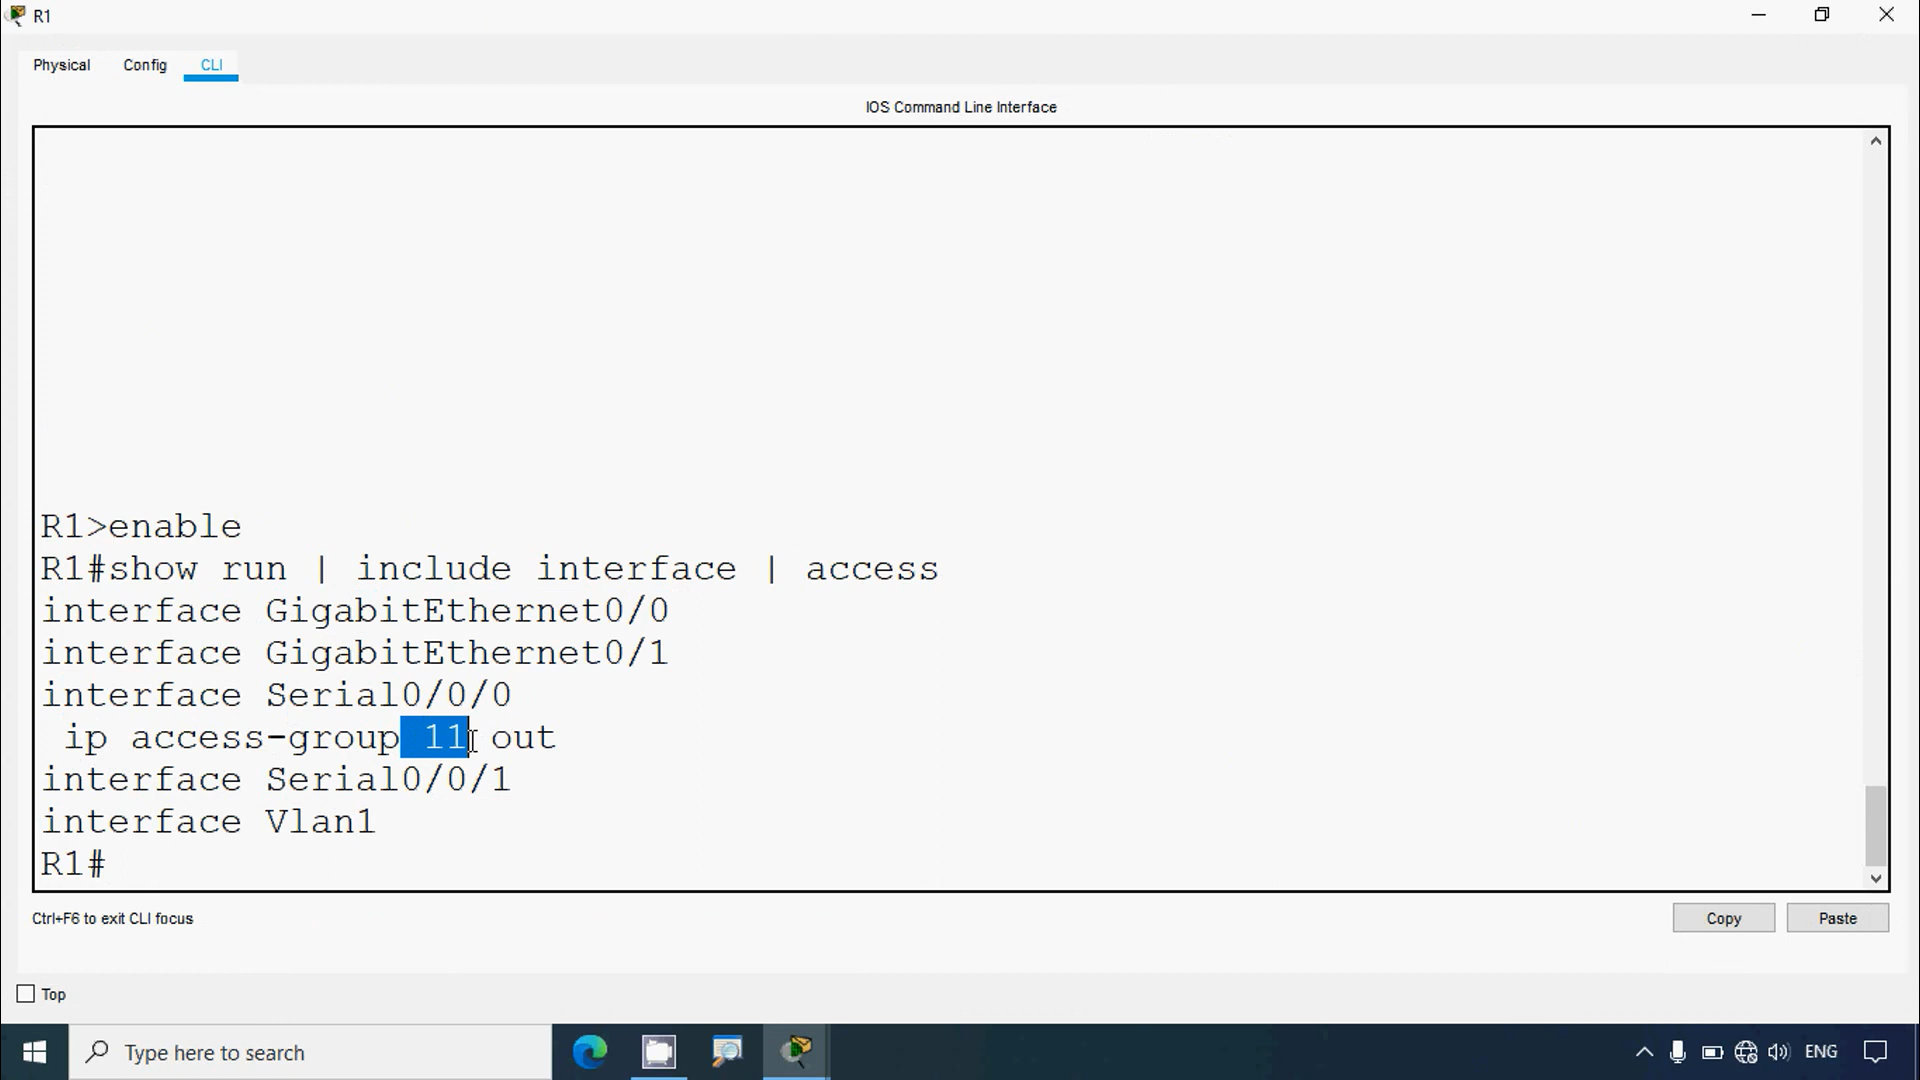 R1
Physical Config CLI
IOS Command Line Interface
R1>enable
R1#show run | include interface | access
interface GigabitEthernet0/0
interface GigabitEthernet0/1
interface Serial0/0/0
ip access-group 11 out
interface Serial0/0/1
interface Vlan1
R1#
Ctrl+F6 to exit CLI focus
Copy Paste
Top
Type here to search
ENG